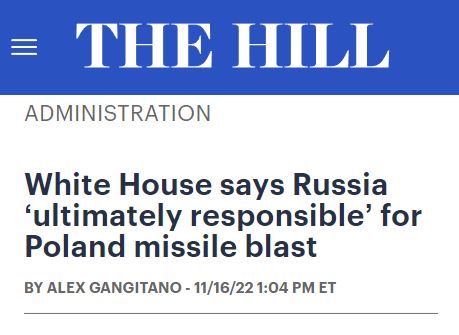 THE HILL
ADMINISTRATION
White House says Russia
‘ultimately responsible’ for
Poland missile blast
BY ALEX GANGITANO - 11/16/22 1:04 PM ET